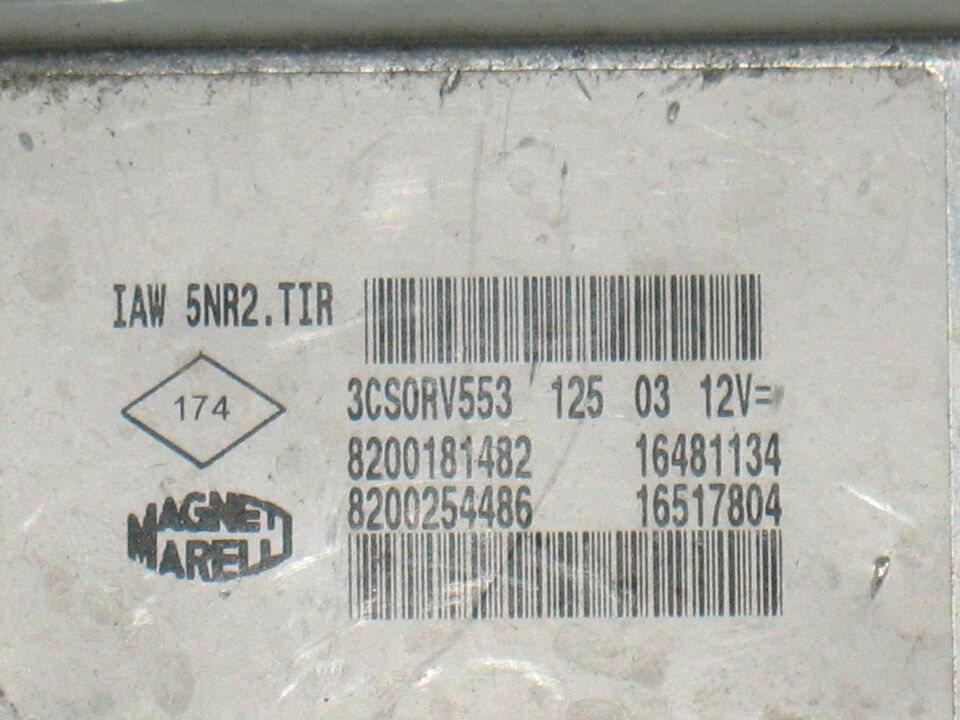 IAW 5NR2.TIR
174
3CS0RV553 125 03 12V=
8200181482 16481134
8200254486 16517804
MAGNETI
MARELLI